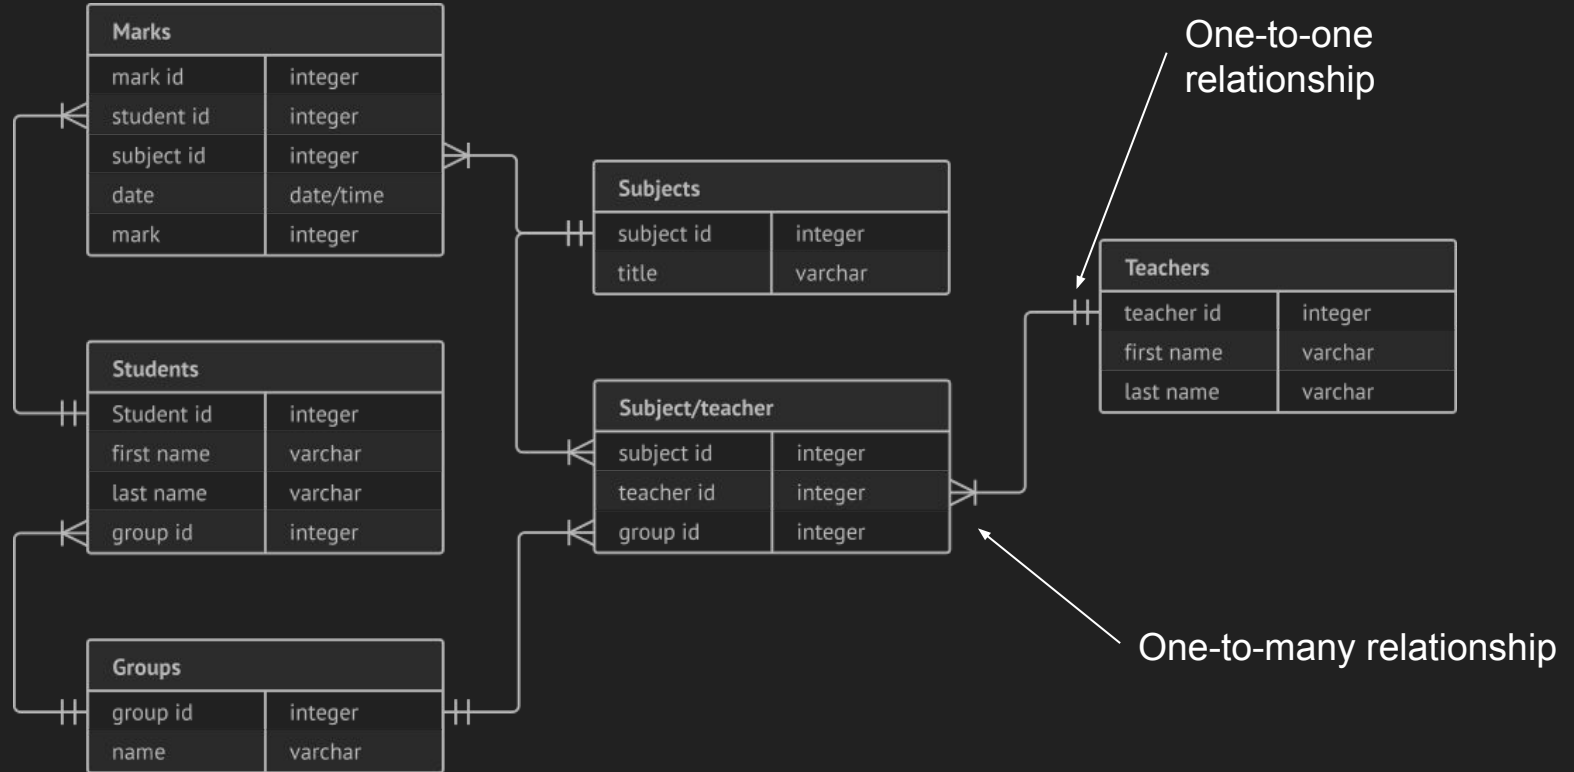 Marks
mark id integer
student id integer
subject id integer
date date/time
mark integer
One-to-one
relationship
Subjects
subject id integer
title varchar
Teachers
teacher id integer
first name varchar
last name varchar
Students
Student id integer
first name varchar
last name varchar
group id integer
Subject/teacher
subject id integer
teacher id integer
group id integer
One-to-many relationship
Groups
group id integer
name varchar